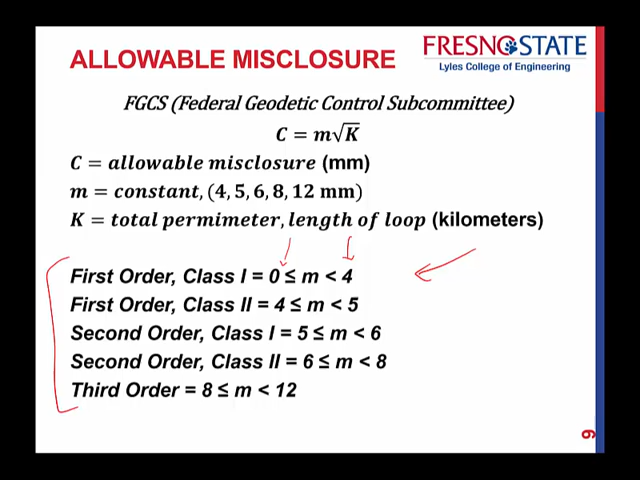 ALLOWABLE MISCLOSURE
FRESNO STATE
Lyles College of Engineering
FGCS (Federal Geodetic Control Subcommittee)
C = m√K
C = allowable misclosure (mm)
m = constant, (4, 5, 6, 8, 12 mm)
K = total permimeter, length of loop (kilometers)
First Order, Class I = 0 ≤ m < 4
First Order, Class II = 4 ≤ m < 5
Second Order, Class I = 5 ≤ m < 6
Second Order, Class II = 6 ≤ m < 8
Third Order = 8 ≤ m < 12
9